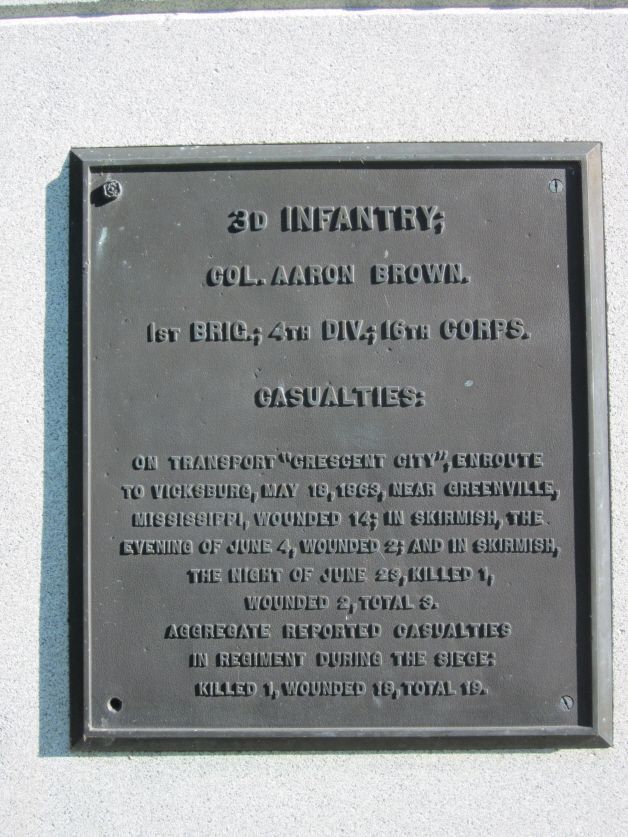 3D INFANTRY;
COL. AARON BROWN.
1ST BRIG.; 4TH DIV.; 16TH CORPS.
CASUALTIES:
ON TRANSPORT "CRESCENT CITY", ENROUTE
TO VICKSBURG, MAY 18, 1863, NEAR GREENVILLE,
MISSISSIPPI, WOUNDED 14; IN SKIRMISH, THE
EVENING OF JUNE 4, WOUNDED 2; AND IN SKIRMISH,
THE NIGHT OF JUNE 23, KILLED 1,
WOUNDED 2, TOTAL 3.
AGGREGATE REPORTED CASUALTIES
IN REGIMENT DURING THE SIEGE:
KILLED 1, WOUNDED 18, TOTAL 19.